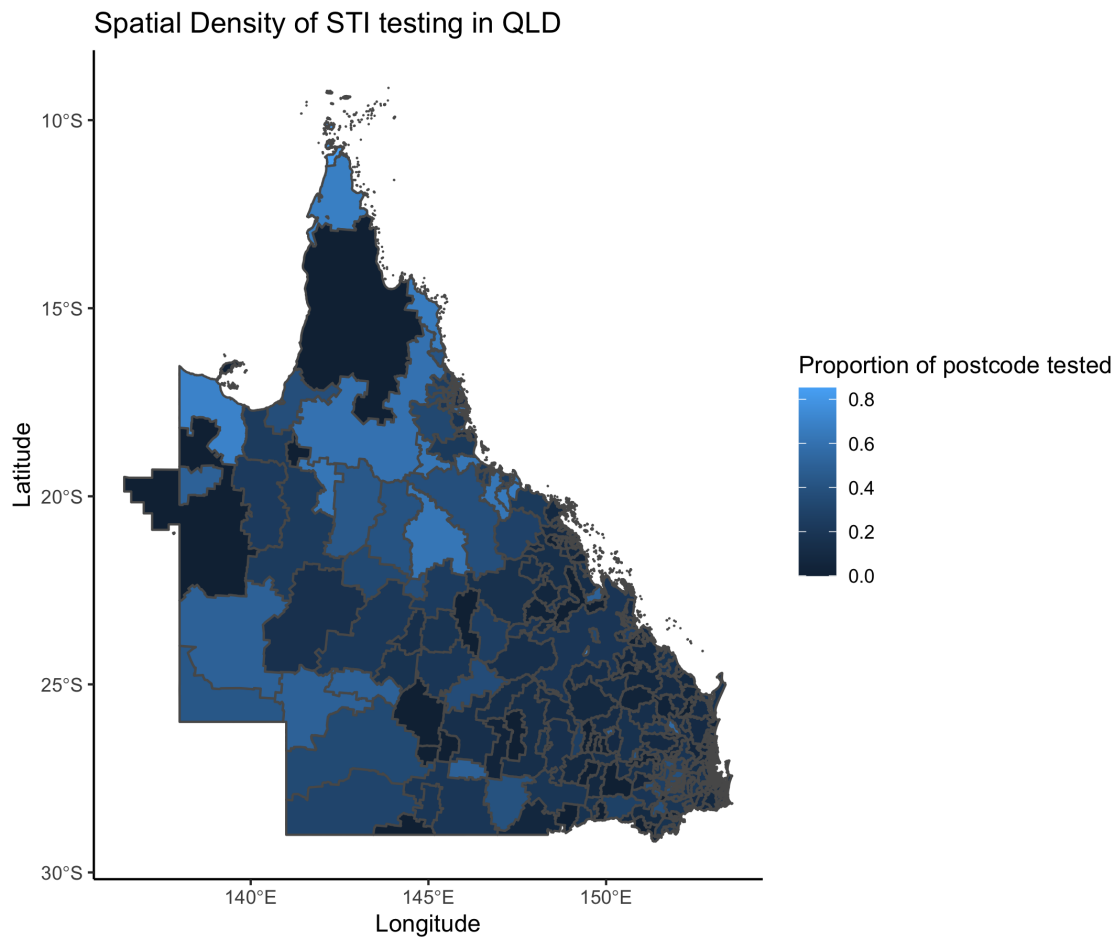 Spatial Density of STI testing in QLD
10°S
15°S
20°S
25°S
30°S
Latitude
140°E
145°E
150°E
Longitude
Proportion of postcode tested
0.8
0.6
0.4
0.2
0.0